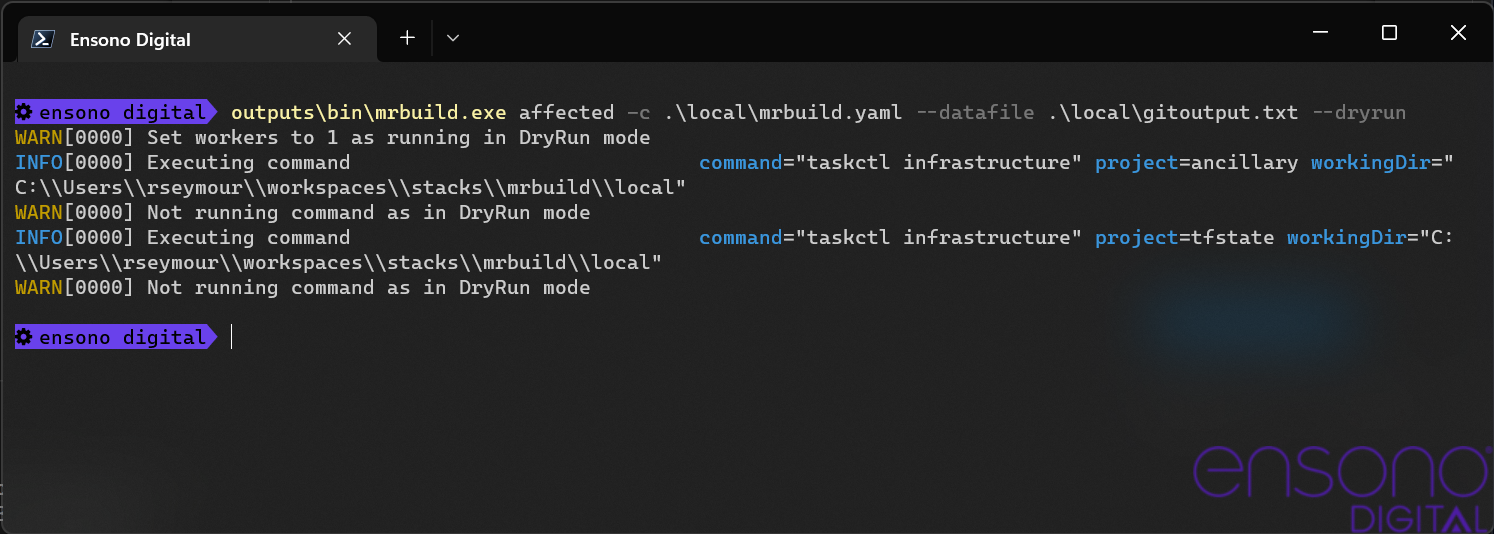 Ensono Digital
ensono digital outputs\bin\mrbuild.exe affected -c .\local\mrbuild.yaml --datafile .\local\gitoutput.txt --dryrun
WARN[0000] Set workers to 1 as running in DryRun mode
INFO[0000] Executing command                             command="taskctl infrastructure" project=ancillary workingDir="
C:\\Users\\rseymour\\workspaces\\stacks\\mrbuild\\local"
WARN[0000] Not running command as in DryRun mode
INFO[0000] Executing command                             command="taskctl infrastructure" project=tfstate workingDir="C:
\\Users\\rseymour\\workspaces\\stacks\\mrbuild\\local"
WARN[0000] Not running command as in DryRun mode
ensono digital
ensono
DIGITAL